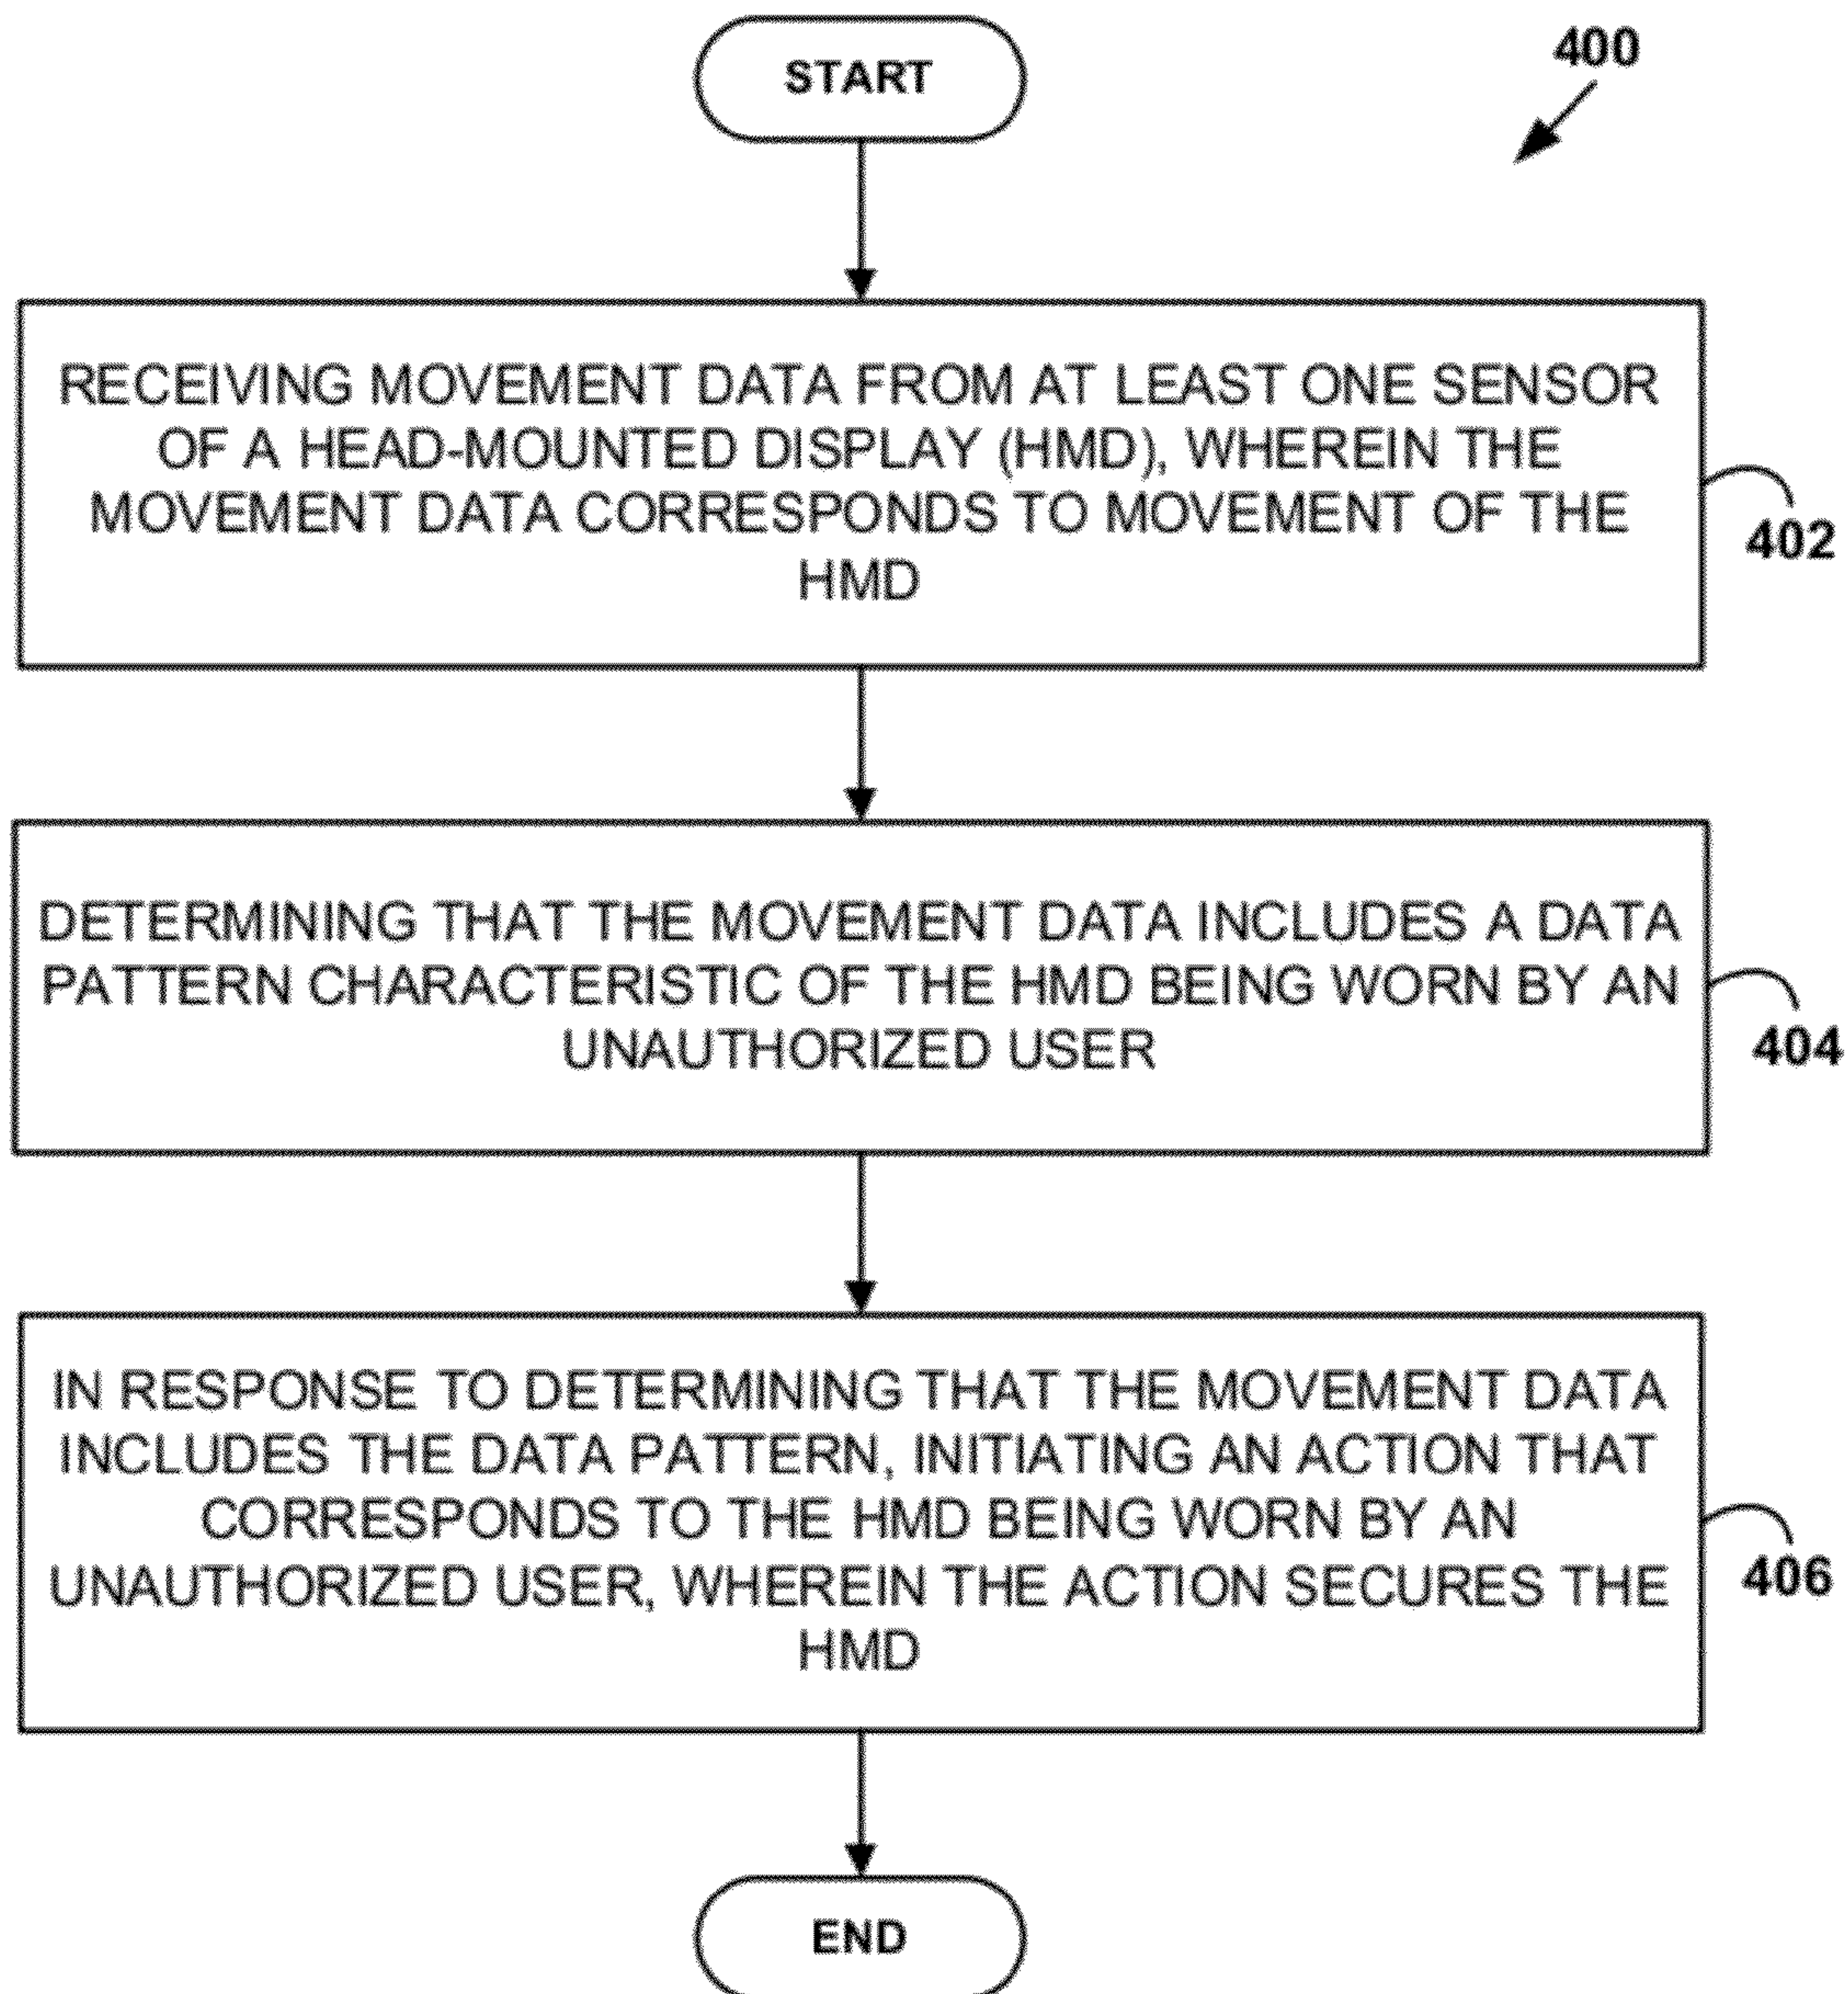 START
400
RECEIVING MOVEMENT DATA FROM AT LEAST ONE SENSOR
OF A HEAD-MOUNTED DISPLAY (HMD), WHEREIN THE
MOVEMENT DATA CORRESPONDS TO MOVEMENT OF THE
HMD
402
DETERMINING THAT THE MOVEMENT DATA INCLUDES A DATA
PATTERN CHARACTERISTIC OF THE HMD BEING WORN BY AN
UNAUTHORIZED USER
404
IN RESPONSE TO DETERMINING THAT THE MOVEMENT DATA
INCLUDES THE DATA PATTERN, INITIATING AN ACTION THAT
CORRESPONDS TO THE HMD BEING WORN BY AN
UNAUTHORIZED USER, WHEREIN THE ACTION SECURES THE
HMD
406
END